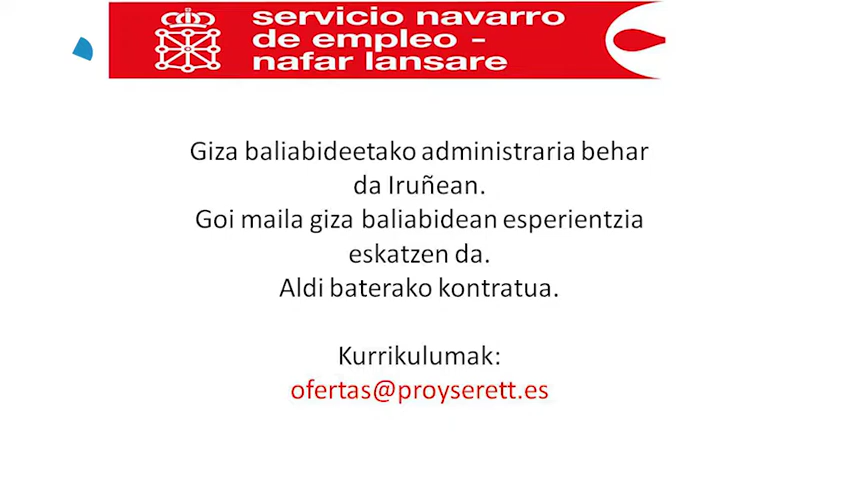 servicio navarro
de empleo -
nafar lansare
Giza baliabideetako administraria behar
da Iruñean.
Goi maila giza baliabidean esperientzia
eskatzen da.
Aldi baterako kontratua.
Kurrikulumak:
ofertas@proyserett.es